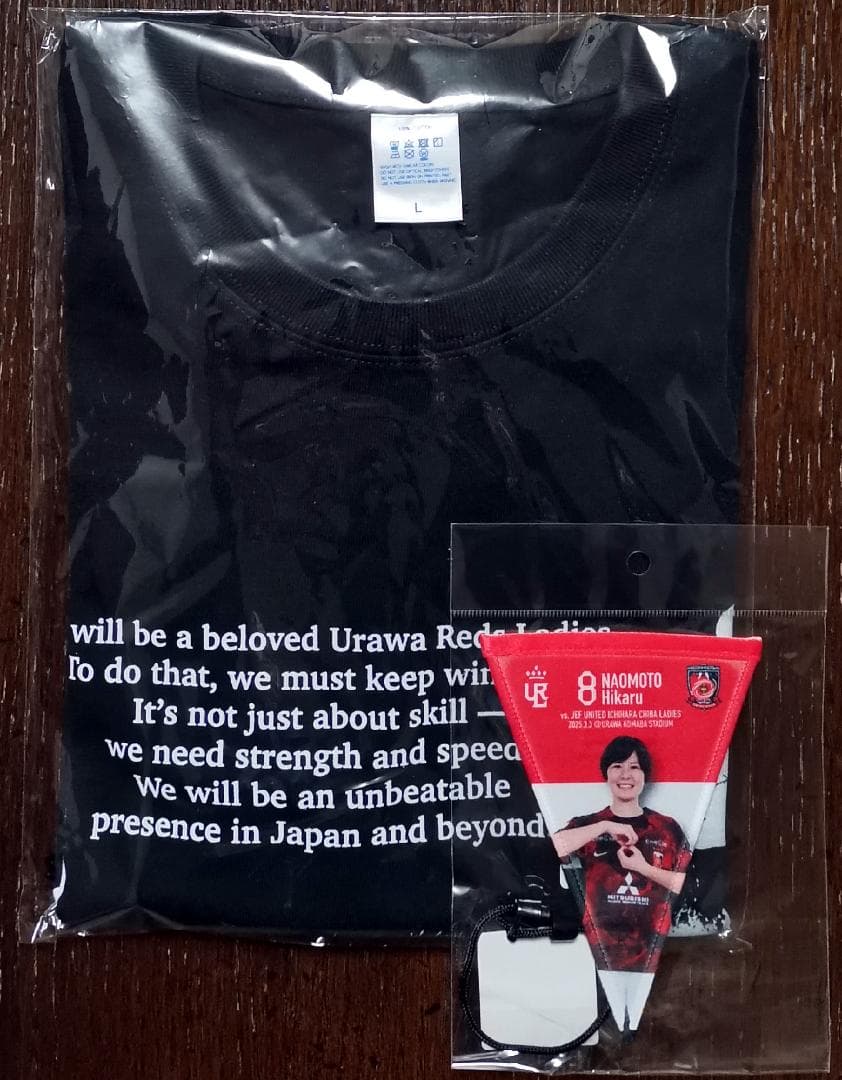 L
will be a beloved Urawa Reds Ladies
To do that, we must keep win
It's not just about skill —
we need strength and speed
We will be an unbeatable
presence in Japan and beyond
8 NAOMOTO
Hikaru
vs. JEF UNITED ICHIHARA CHIBA LADIES
@URAWA KOMABA STADIUM
MITSUBISHI